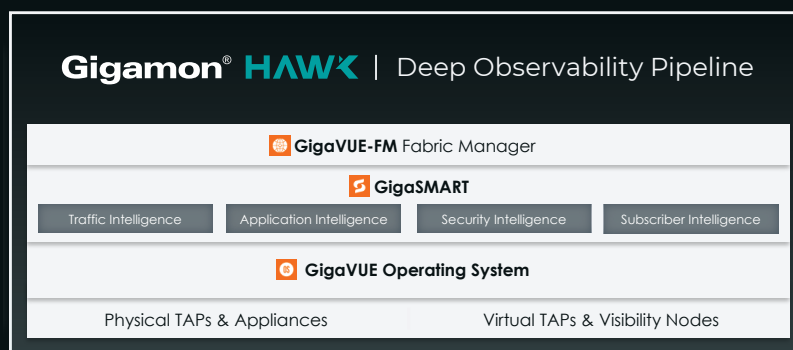 Gigamon® HAWK | Deep Observability Pipeline
GigaVUE-FM Fabric Manager
GigaSMART
Traffic Intelligence Application Intelligence Security Intelligence Subscriber Intelligence
GigaVUE Operating System
Physical TAPs & Appliances Virtual TAPs & Visibility Nodes